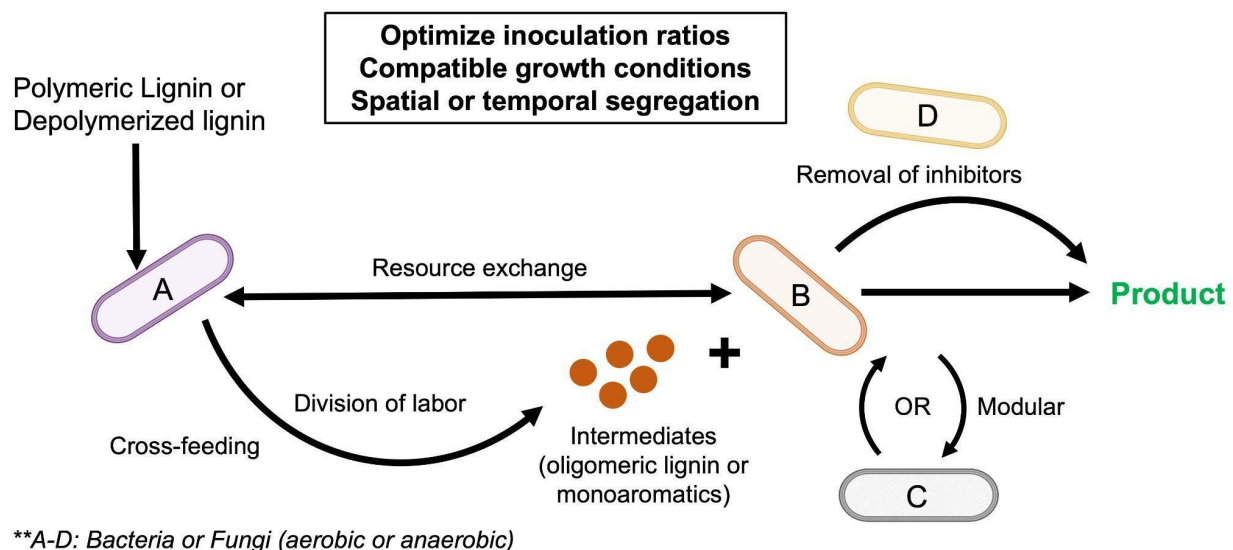 Optimize inoculation ratios
Compatible growth conditions
Spatial or temporal segregation
Polymeric Lignin or
Depolymerized lignin
D
Removal of inhibitors
A
Resource exchange
B
Product
+
Division of labor
Cross-feeding
Intermediates
(oligomeric lignin or
monoaromatics)
OR
Modular
C
**A-D: Bacteria or Fungi (aerobic or anaerobic)